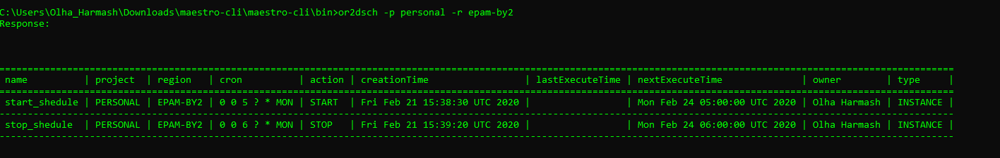 C:\Users\Olha_Harmash\Downloads\maestro-cli\maestro-cli\bin>or2dsch -p personal -r epam-by2
Response:
name | project | region | cron | action | creationTime | lastExecuteTime | nextExecuteTime | owner | type |
start_shedule | PERSONAL | EPAM-BY2 | 0 0 5 ? * MON | START | Fri Feb 21 15:38:30 UTC 2020 | | Mon Feb 24 05:00:00 UTC 2020 | Olha Harmash | INSTANCE |
stop_shedule | PERSONAL | EPAM-BY2 | 0 0 6 ? * MON | STOP | Fri Feb 21 15:39:20 UTC 2020 | | Mon Feb 24 06:00:00 UTC 2020 | Olha Harmash | INSTANCE |